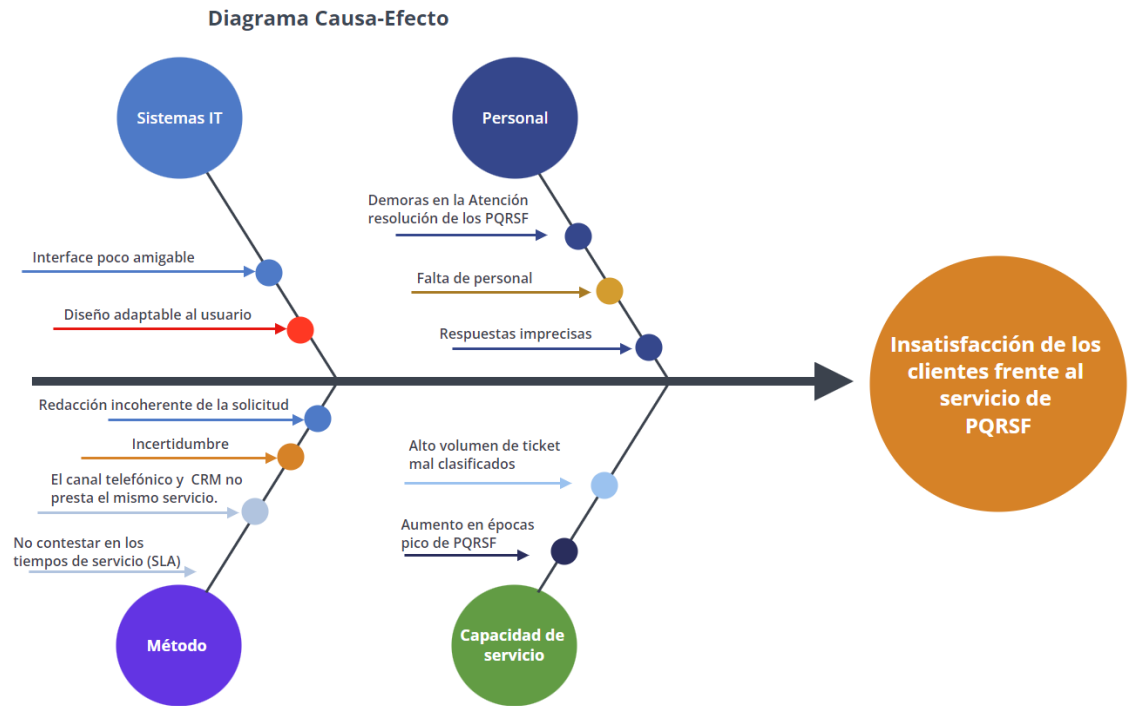 Diagrama Causa-Efecto
Sistemas IT
Personal
Demoras en la Atención
resolución de los PQRSF
Interface poco amigable
Falta de personal
Diseño adaptable al usuario
Respuestas imprecisas
Insatisfacción de los
clientes frente al
servicio de
PQRSF
Redacción incoherente de la solicitud
Incertidumbre
El canal telefónico y CRM no
presta el mismo servicio.
No contestar en los
tiempos de servicio (SLA)
Alto volumen de ticket
mal clasificados
Aumento en épocas
pico de PQRSF
Método
Capacidad de
servicio